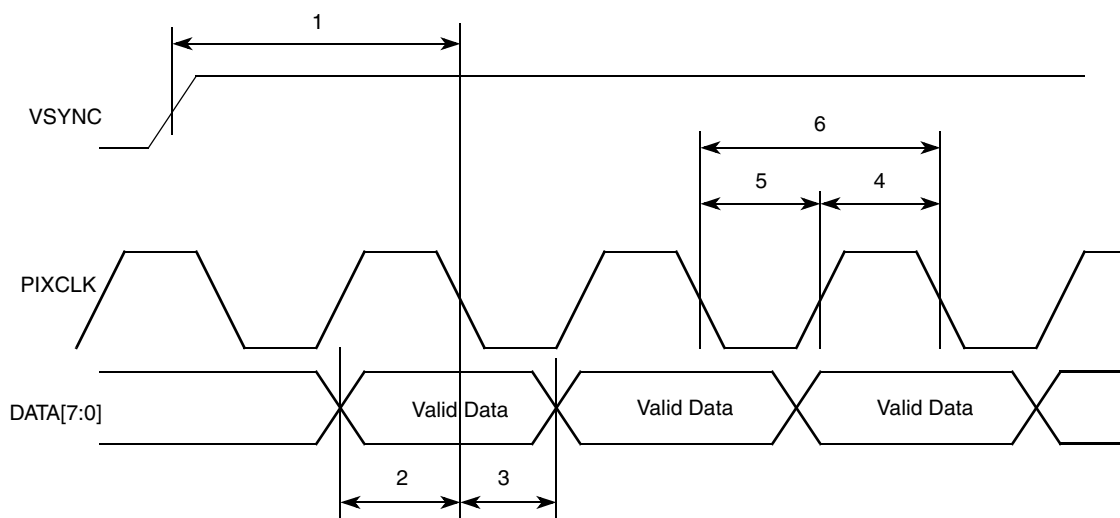 1
VSYNC
6
5
4
PIXCLK
DATA[7:0]
Valid Data
Valid Data
Valid Data
2
3